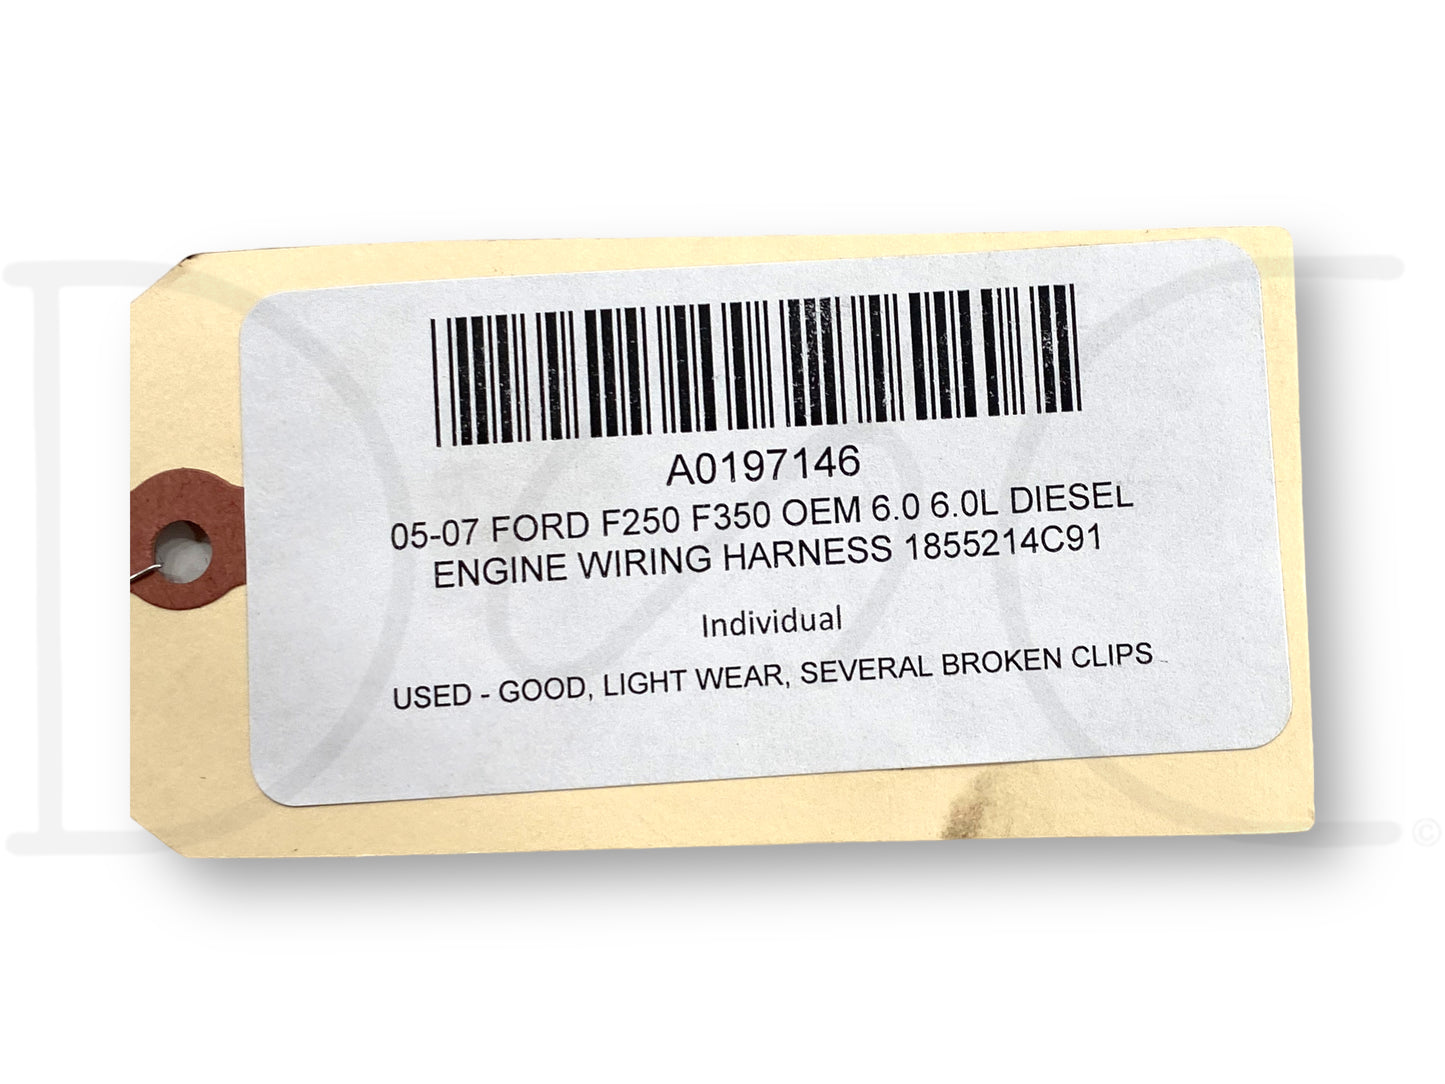 A0197146
05-07 FORD F250 F350 OEM 6.0 6.0L DIESEL
ENGINE WIRING HARNESS 1855214C91
Individual
USED - GOOD, LIGHT WEAR, SEVERAL BROKEN CLIPS
©